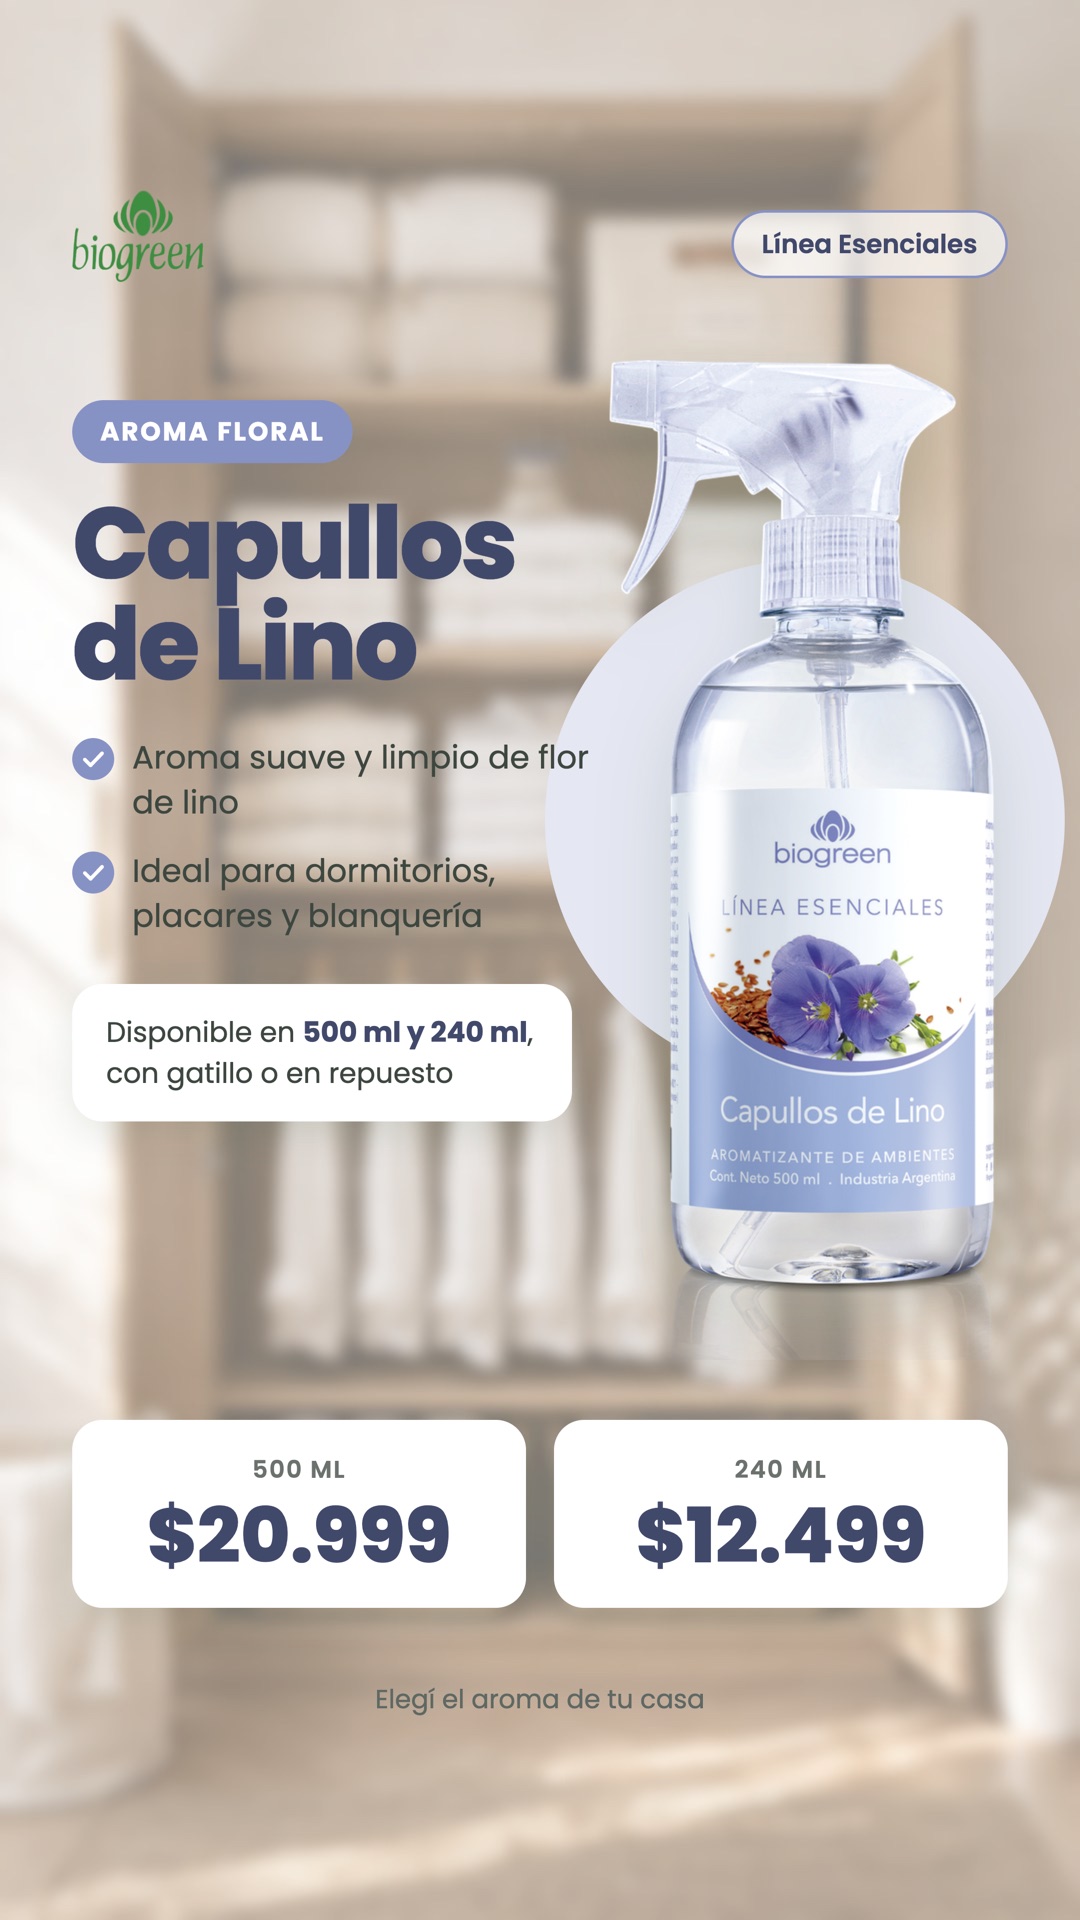 biogreen
Línea Esenciales
AROMA FLORAL
Capullos
de Lino
Aroma suave y limpio de flor
de lino
Ideal para dormitorios,
placares y blanquería
Disponible en 500 ml y 240 ml,
con gatillo o en repuesto
biogreen
LÍNEA ESENCIALES
Capullos de Lino
AROMATIZANTE DE AMBIENTES
Cont. Neto 500 ml . Industria Argentina
500 ML
$20.999
240 ML
$12.499
Elegí el aroma de tu casa